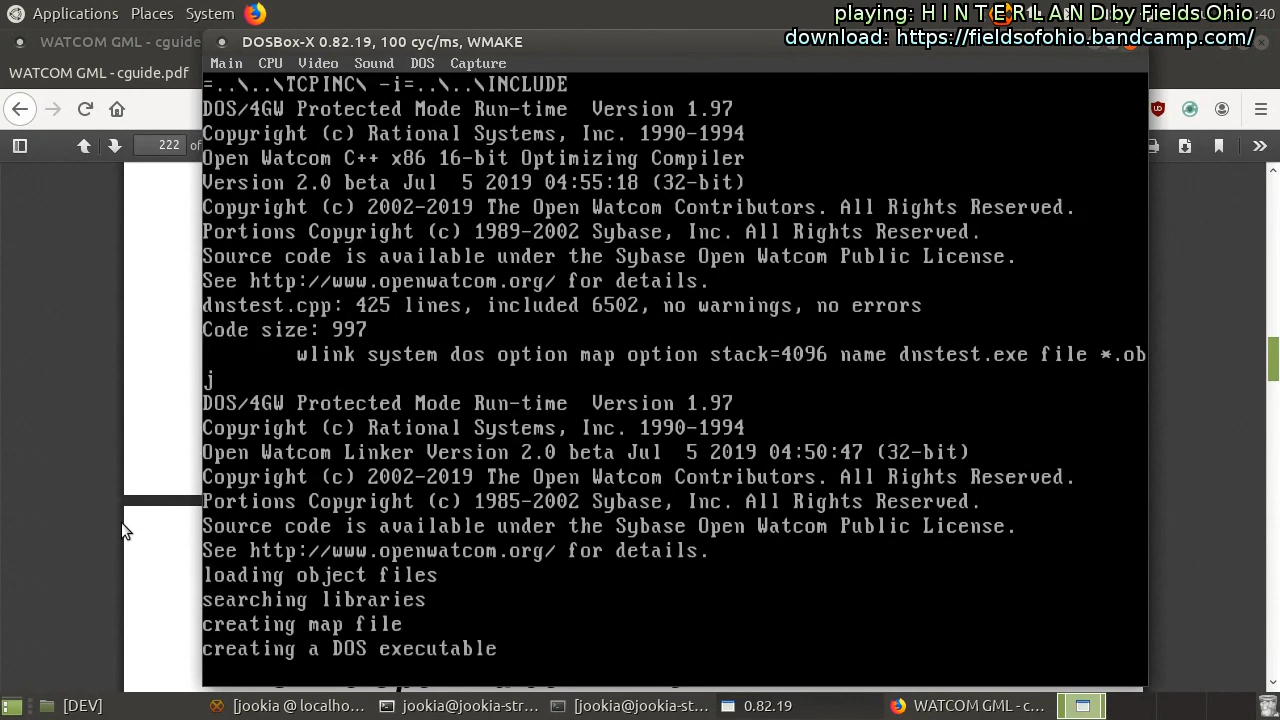 Applications Places System
playing: H I N T E R L A N D by Fields Ohio
:40
download: https://fieldsofohio.bandcamp.com/
WATCOM GML - cguide
DOSBox-X 0.82.19, 100 cyc/ms, WMAKE
WATCOM GML - cguide.pdf
Main CPU Video Sound DOS Capture
222 of
=..\..\TCPINC\ -i=..\..\INCLUDE
DOS/4GW Protected Mode Run-time  Version 1.97
Copyright (c) Rational Systems, Inc. 1990-1994
Open Watcom C++ x86 16-bit Optimizing Compiler
Version 2.0 beta Jul  5 2019 04:55:18 (32-bit)
Copyright (c) 2002-2019 The Open Watcom Contributors. All Rights Reserved.
Portions Copyright (c) 1989-2002 Sybase, Inc. All Rights Reserved.
Source code is available under the Sybase Open Watcom Public License.
See http://www.openwatcom.org/ for details.
dnstest.cpp: 425 lines, included 6502, no warnings, no errors
Code size: 997
        wlink system dos option map option stack=4096 name dnstest.exe file *.ob
j
DOS/4GW Protected Mode Run-time  Version 1.97
Copyright (c) Rational Systems, Inc. 1990-1994
Open Watcom Linker Version 2.0 beta Jul  5 2019 04:50:47 (32-bit)
Copyright (c) 2002-2019 The Open Watcom Contributors. All Rights Reserved.
Portions Copyright (c) 1985-2002 Sybase, Inc. All Rights Reserved.
Source code is available under the Sybase Open Watcom Public License.
See http://www.openwatcom.org/ for details.
loading object files
searching libraries
creating map file
creating a DOS executable
[DEV] [jookia @ localho... jookia@jookia-str... [jookia@jookia-st... 0.82.19 WATCOM GML - c...